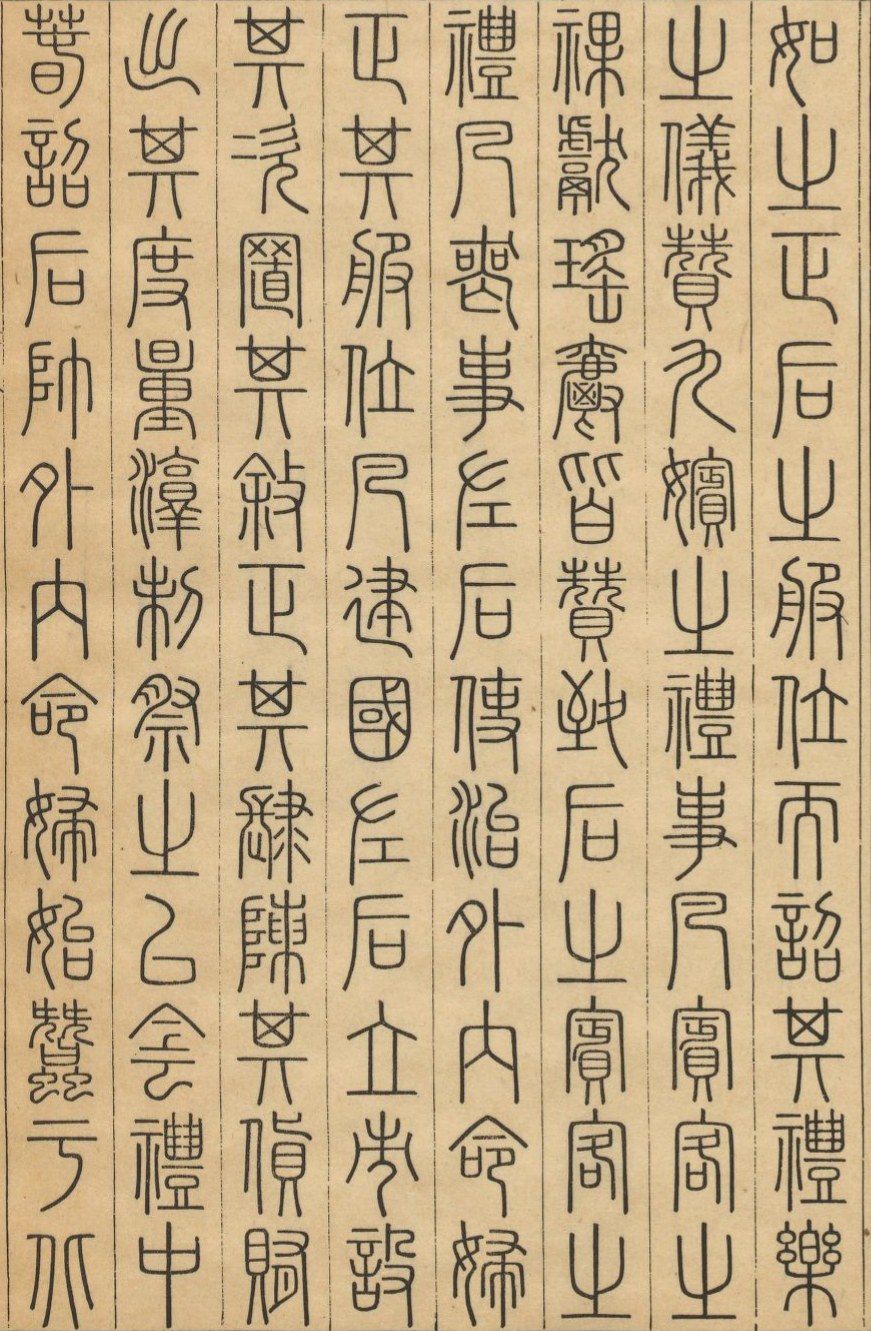 如之正后之服位而詔其禮樂
之儀贊九嬪之禮事凡賓客之
祼獻瑤爵皆贊致后之賓客之
禮凡喪事左后使治外內命婦
正其服位凡建國左后立市設
其次置其敘正其肆陳其貨賄
出其度量淳制祭之以侌禮中
春詔后帥外內命婦始蠶于北